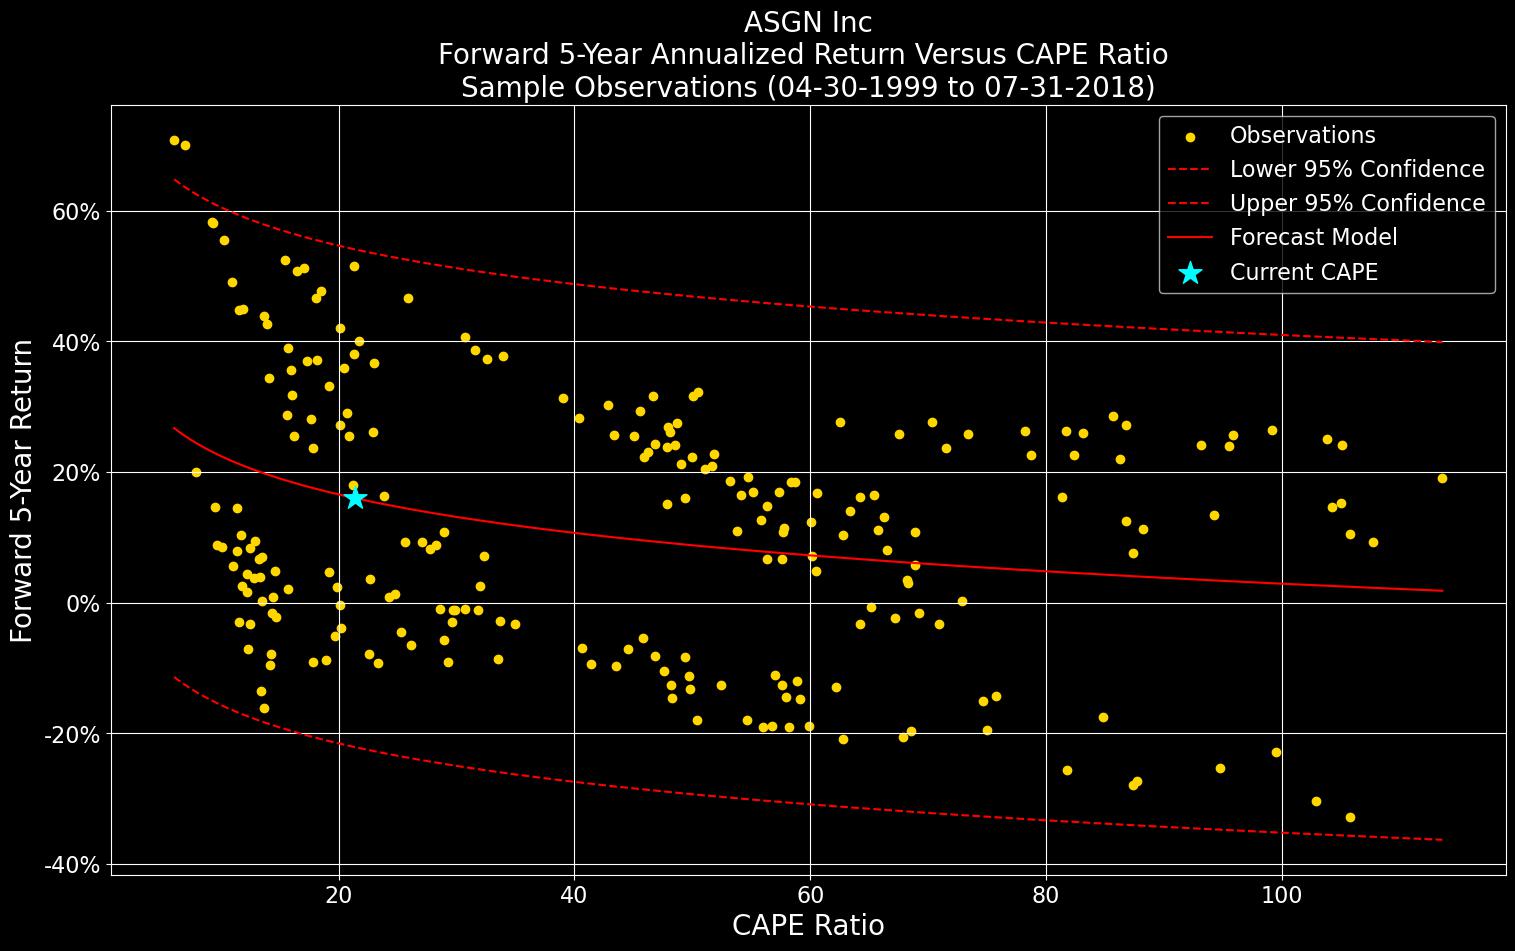 ASGN Inc
Forward 5-Year Annualized Return Versus CAPE Ratio
Sample Observations (04-30-1999 to 07-31-2018)
Observations
Lower 95% Confidence
Upper 95% Confidence
Forecast Model
Current CAPE
Forward 5-Year Return
60%
40%
20%
0%
-20%
-40%
20 40 60 80 100
CAPE Ratio